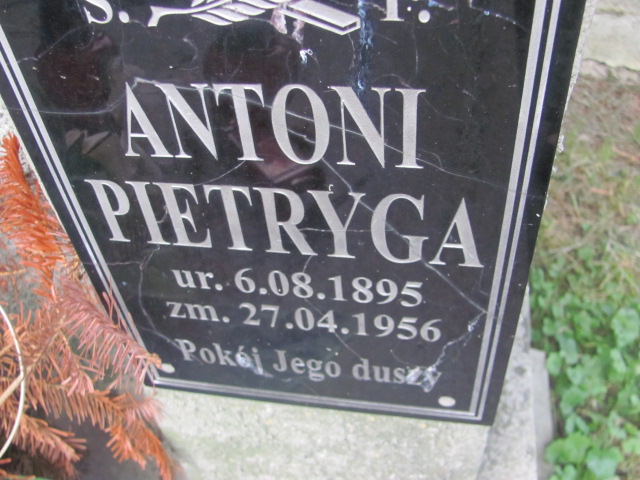 S. P.
ANTONI
PIETRYGA
ur. 6.08.1895
zm. 27.04.1956
Pokój Jego duszy